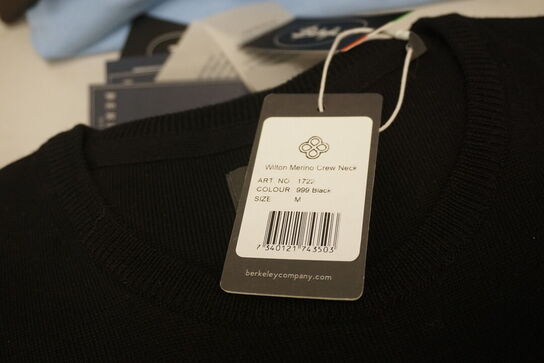 Wilton Merino Crew Neck
ART. NO 1722
COLOUR 999 Black
SIZE M
7 340121 743503
berkeleycompany.com